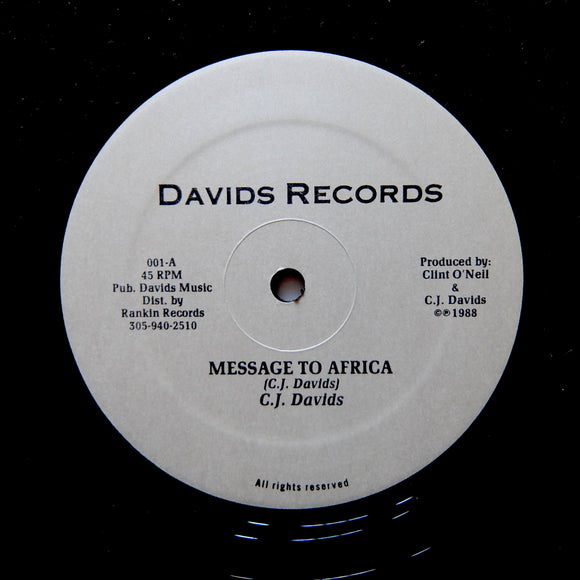 DAVIDS RECORDS
001-A
45 RPM
Pub. Davids Music
Dist. by
Rankin Records
305-940-2510
Produced by:
Clint O'Neil
&
C.J. Davids
©℗1988
MESSAGE TO AFRICA
(C.J. Davids)
C.J. Davids
All rights reserved